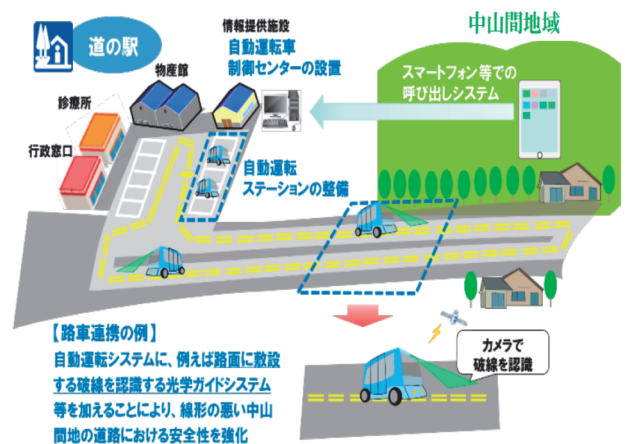 道の駅
情報提供施設
自動運転車
制御センターの設置
中山間地域
スマートフォン等での
呼び出しシステム
物産館
診療所
行政窓口
自動運転
ステーションの整備
【路車連携の例】
自動運転システムに、例えば路面に敷設
する破線を認識する光学ガイドシステム
等を加えることにより、線形の悪い中山
間地の道路における安全性を強化
カメラで
破線を認識